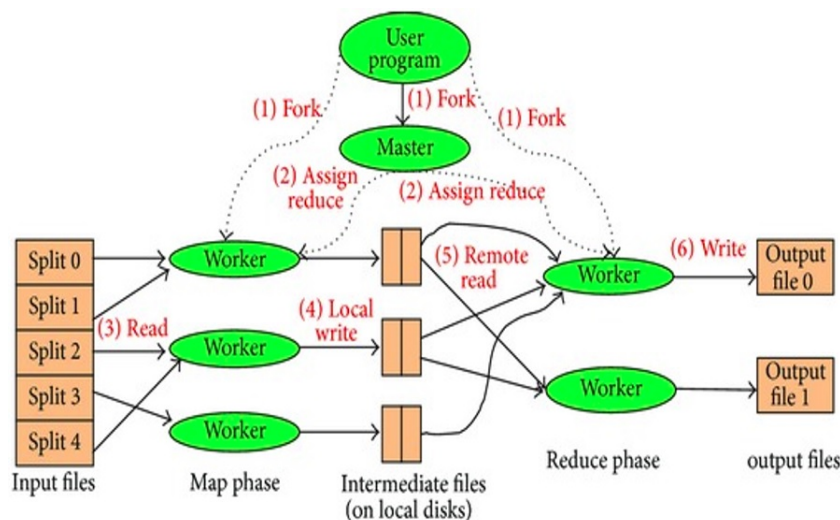 User
program
(1) Fork
(1) Fork
(1) Fork
Master
(2) Assign
reduce
(2) Assign reduce
Split 0
Split 1
Split 2
Split 3
Split 4
(3) Read
Worker
Worker
Worker
(4) Local
write
(5) Remote
read
Worker
Worker
(6) Write
Output
file 0
Output
file 1
Input files
Map phase
Intermediate files
(on local disks)
Reduce phase
output files